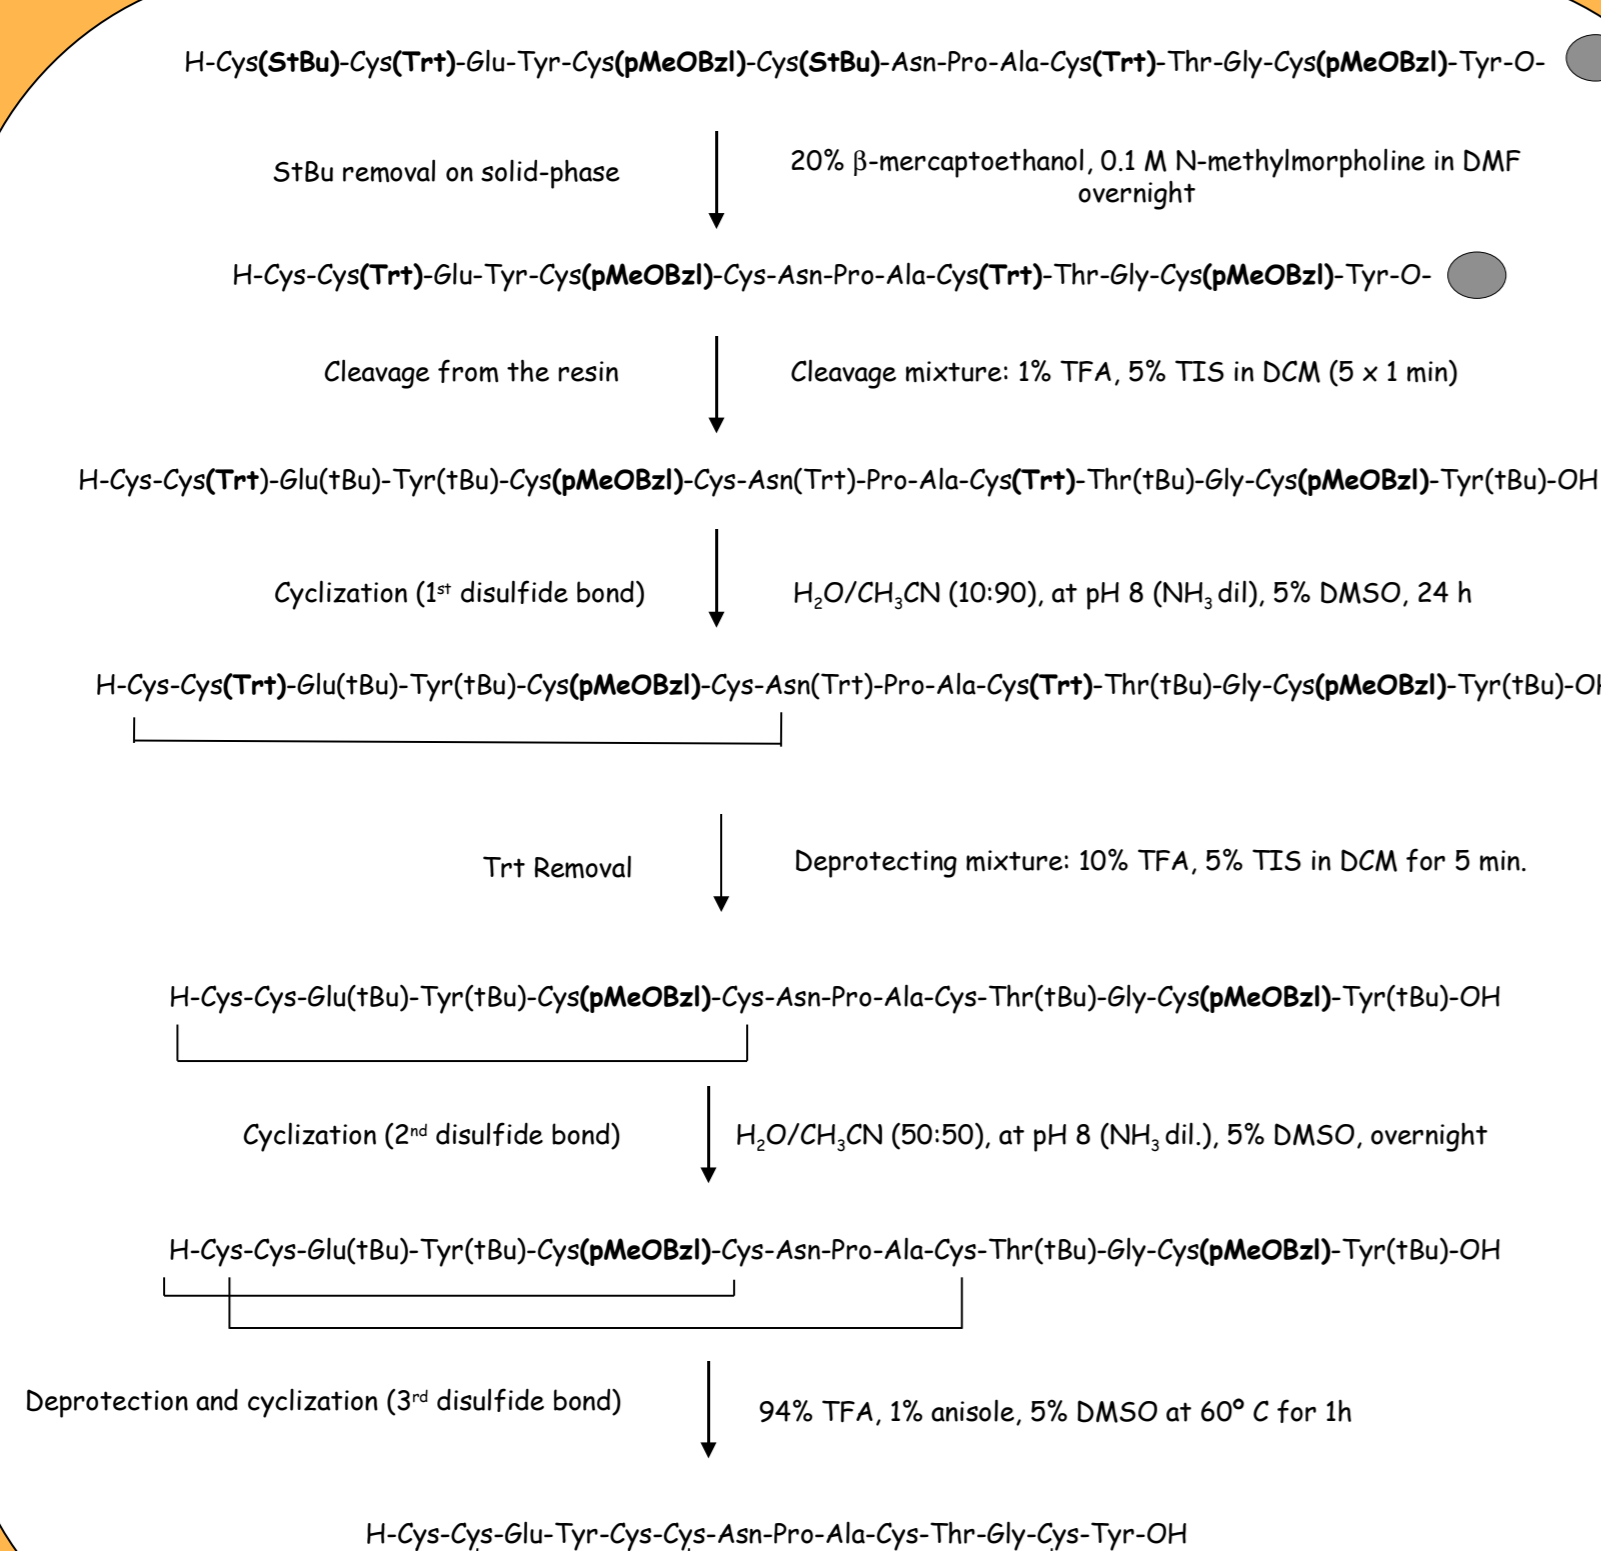 H-Cys(StBu)-Cys(Trt)-Glu-Tyr-Cys(pMeOBzl)-Cys(StBu)-Asn-Pro-Ala-Cys(Trt)-Thr-Gly-Cys(pMeOBzl)-Tyr-O-
StBu removal on solid-phase
20% β-mercaptoethanol, 0.1 M N-methylmorpholine in DMF
overnight
H-Cys-Cys(Trt)-Glu-Tyr-Cys(pMeOBzl)-Cys-Asn-Pro-Ala-Cys(Trt)-Thr-Gly-Cys(pMeOBzl)-Tyr-O-
Cleavage from the resin
Cleavage mixture: 1% TFA, 5% TIS in DCM (5 x 1 min)
H-Cys-Cys(Trt)-Glu(tBu)-Tyr(tBu)-Cys(pMeOBzl)-Cys-Asn(Trt)-Pro-Ala-Cys(Trt)-Thr(tBu)-Gly-Cys(pMeOBzl)-Tyr(tBu)-OH
Cyclization (1st disulfide bond)
H2O/CH3CN (10:90), at pH 8 (NH3 dil), 5% DMSO, 24 h
H-Cys-Cys(Trt)-Glu(tBu)-Tyr(tBu)-Cys(pMeOBzl)-Cys-Asn(Trt)-Pro-Ala-Cys(Trt)-Thr(tBu)-Gly-Cys(pMeOBzl)-Tyr(tBu)-OH
Trt Removal
Deprotecting mixture: 10% TFA, 5% TIS in DCM for 5 min.
H-Cys-Cys-Glu(tBu)-Tyr(tBu)-Cys(pMeOBzl)-Cys-Asn-Pro-Ala-Cys-Thr(tBu)-Gly-Cys(pMeOBzl)-Tyr(tBu)-OH
Cyclization (2nd disulfide bond)
H2O/CH3CN (50:50), at pH 8 (NH3 dil.), 5% DMSO, overnight
H-Cys-Cys-Glu(tBu)-Tyr(tBu)-Cys(pMeOBzl)-Cys-Asn-Pro-Ala-Cys-Thr(tBu)-Gly-Cys(pMeOBzl)-Tyr(tBu)-OH
Deprotection and cyclization (3rd disulfide bond)
94% TFA, 1% anisole, 5% DMSO at 60º C for 1h
H-Cys-Cys-Glu-Tyr-Cys-Cys-Asn-Pro-Ala-Cys-Thr-Gly-Cys-Tyr-OH